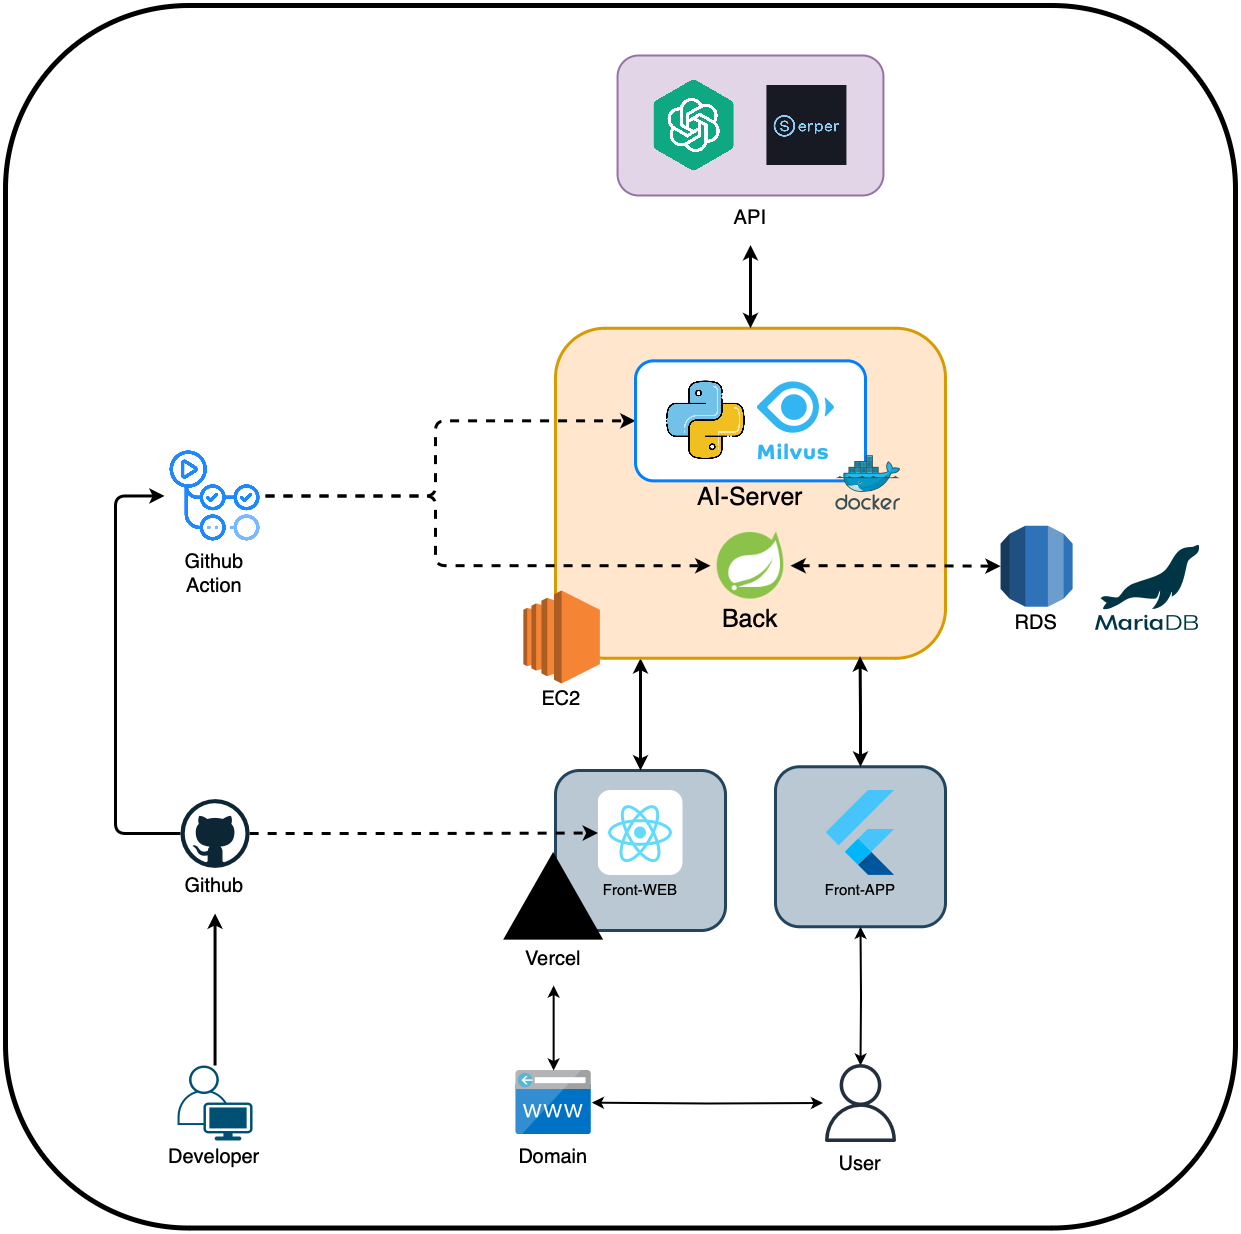 Serper
API
Milvus
AI-Server
docker
Github
Action
Back
RDS
MariaDB
EC2
Front-WEB
Front-APP
Github
Vercel
WWW
Developer
Domain
User